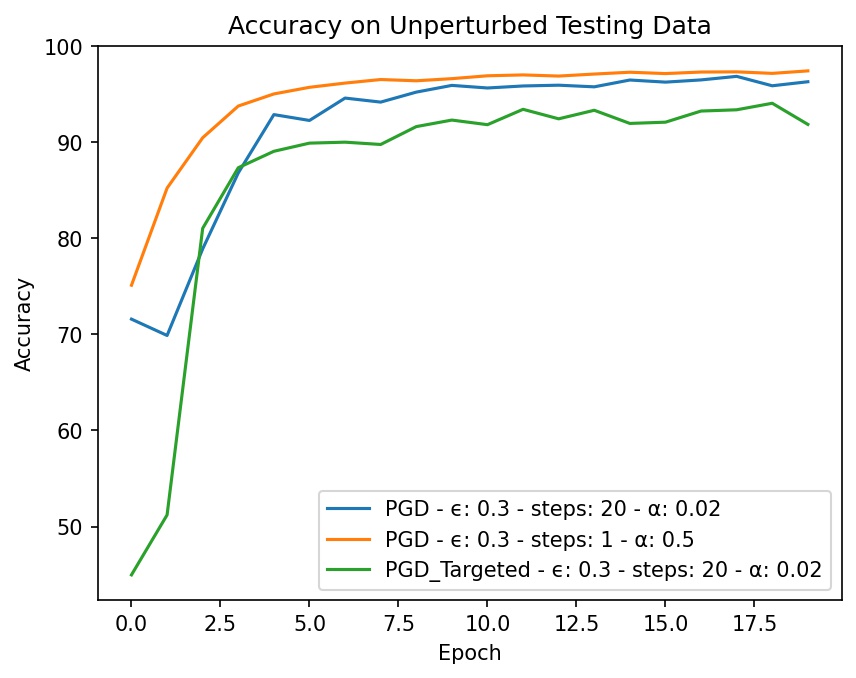 Accuracy on Unperturbed Testing Data
100
90
80
70
60
50
Accuracy
PGD - ϵ: 0.3 - steps: 20 - α: 0.02
PGD - ϵ: 0.3 - steps: 1 - α: 0.5
PGD_Targeted - ϵ: 0.3 - steps: 20 - α: 0.02
0.0 2.5 5.0 7.5 10.0 12.5 15.0 17.5
Epoch